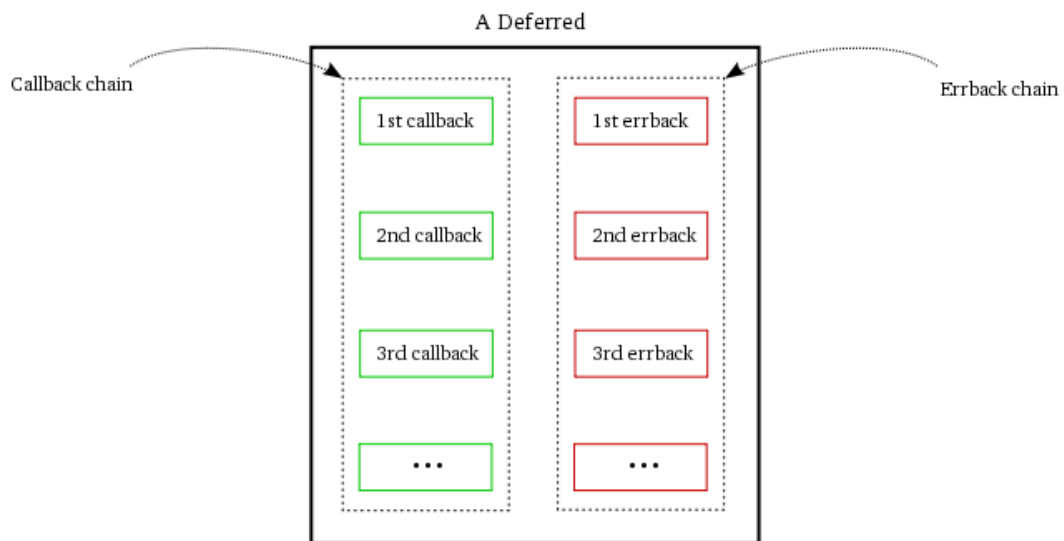 A Deferred
Callback chain
Errback chain
1st callback
1st errback
2nd callback
2nd errback
3rd callback
3rd errback
...
...